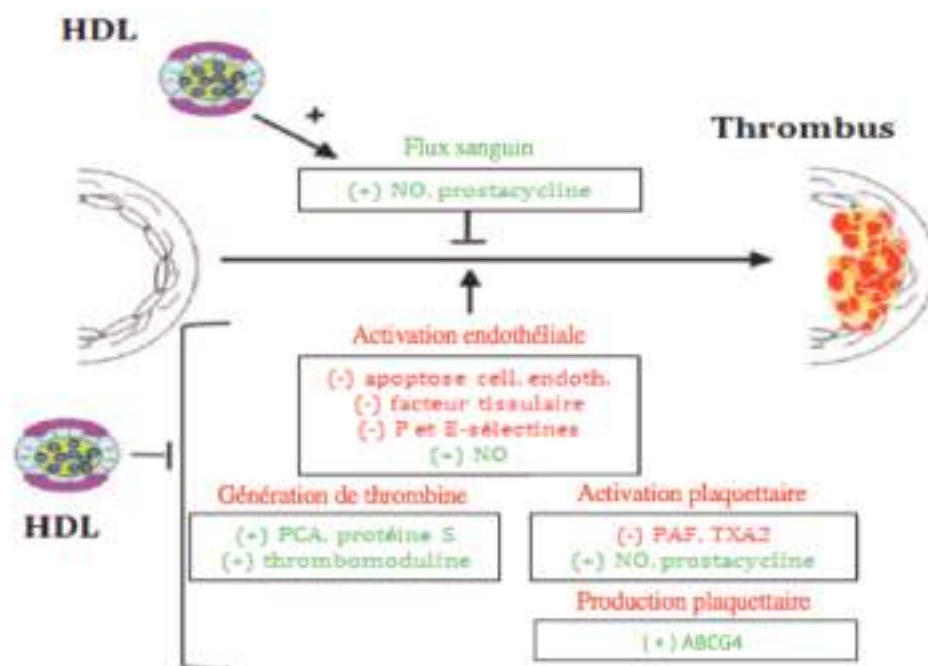 HDL
+
Thrombus
Flux sanguin
(+) NO. prostacycline
Activation endothéliale
(-) apoptose cell. endoth.
(-) facteur tissulaire
(-) P et E-sélectines
(+) NO
HDL
Génération de thrombine
(+) PCA. protéine S
(+) thrombomoduline
Activation plaquettaire
(-) PAF. TXA2
(+) NO. prostacycline
Production plaquettaire
(+) ABCG4